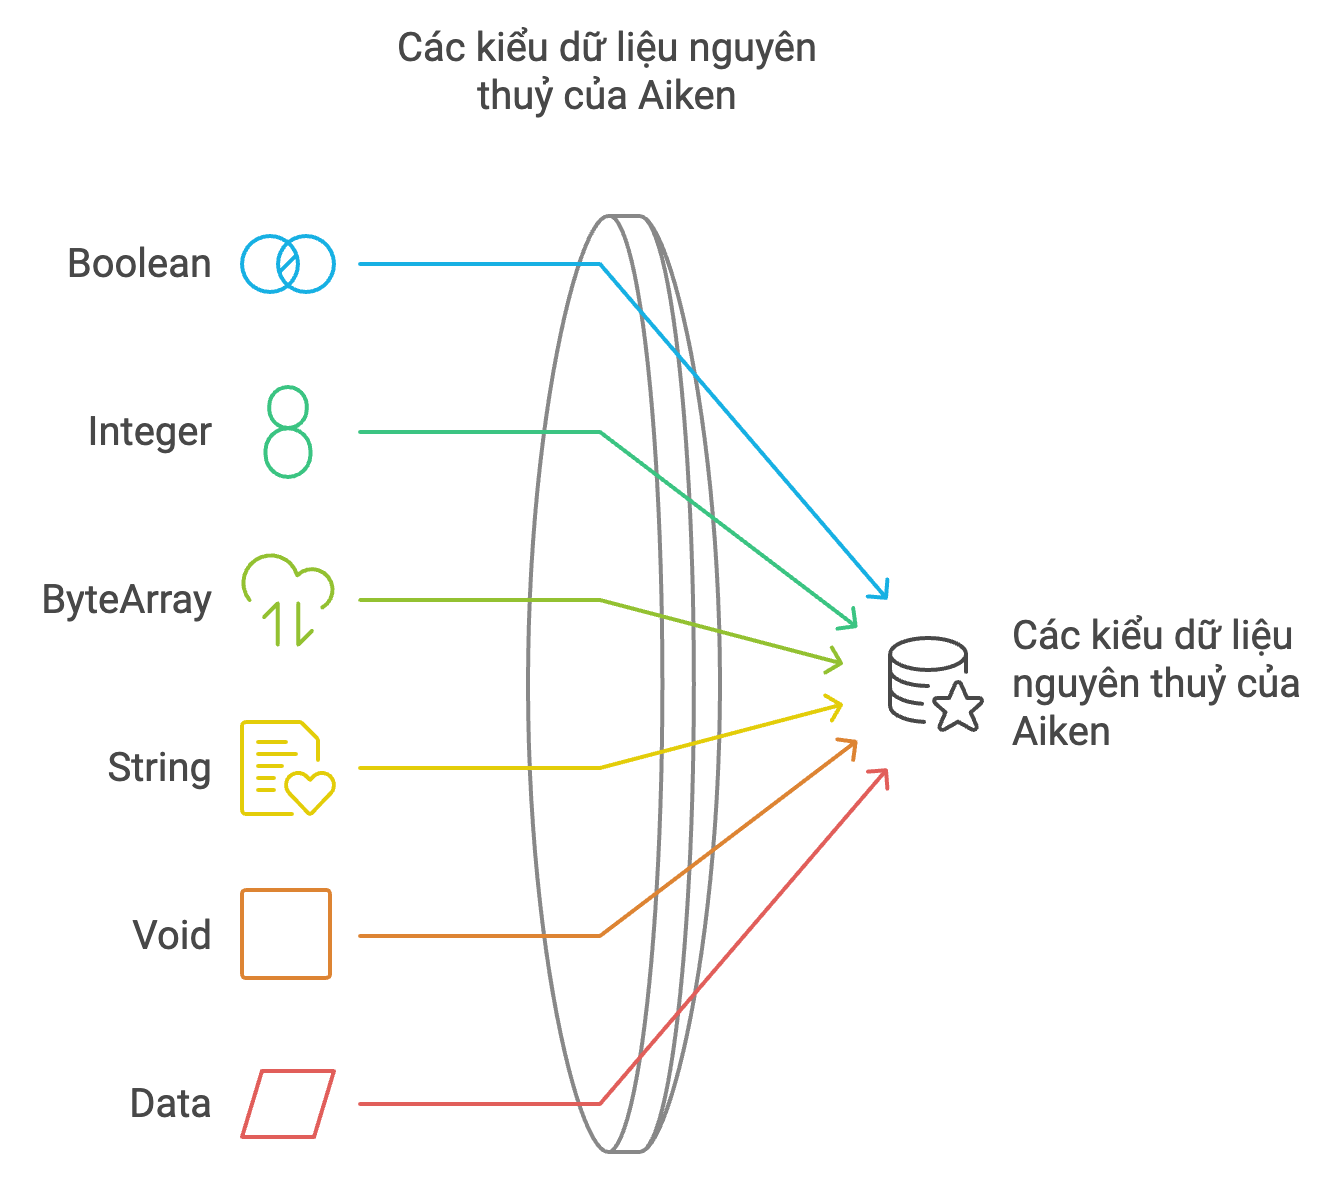 Các kiểu dữ liệu nguyên
thuỷ của Aiken
Boolean
Integer
ByteArray
String
Void
Data
Các kiểu dữ liệu
nguyên thuỷ của
Aiken